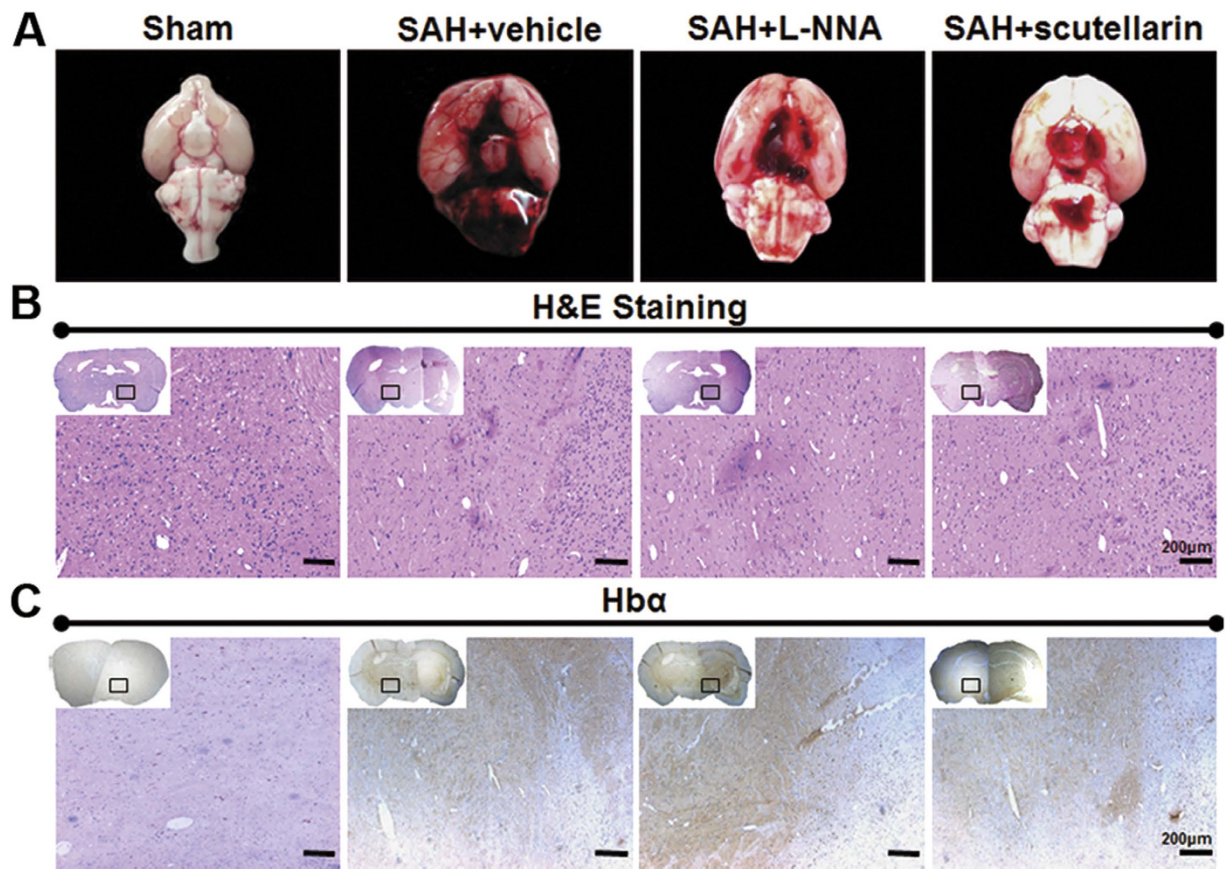 A
Sham
SAH+vehicle
SAH+L-NNA
SAH+scutellarin
B
H&E Staining
200μm
C
Hbα
200μm